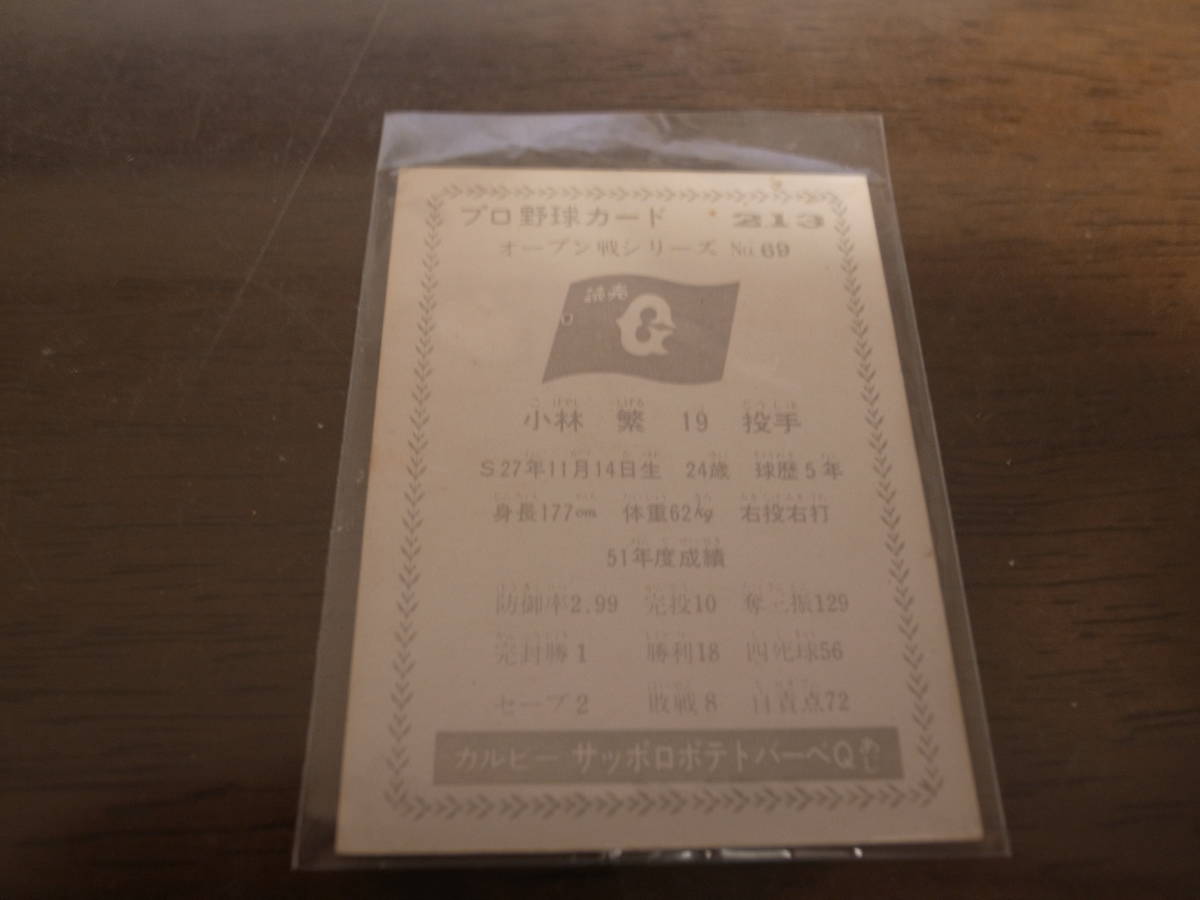 プロ野球カード 213
オープン戦シリーズ No.69
読売
G
小林 繁 19 投手
S27年11月14日生 24歳 球歴5年
身長177cm 体重62kg 右投右打
51年度成績
防御率2.99 完投10 奪三振129
完封勝1 勝利18 四死球56
セーブ2 敗戦8 自責点72
カルビー サッポロポテトバーベQあじ